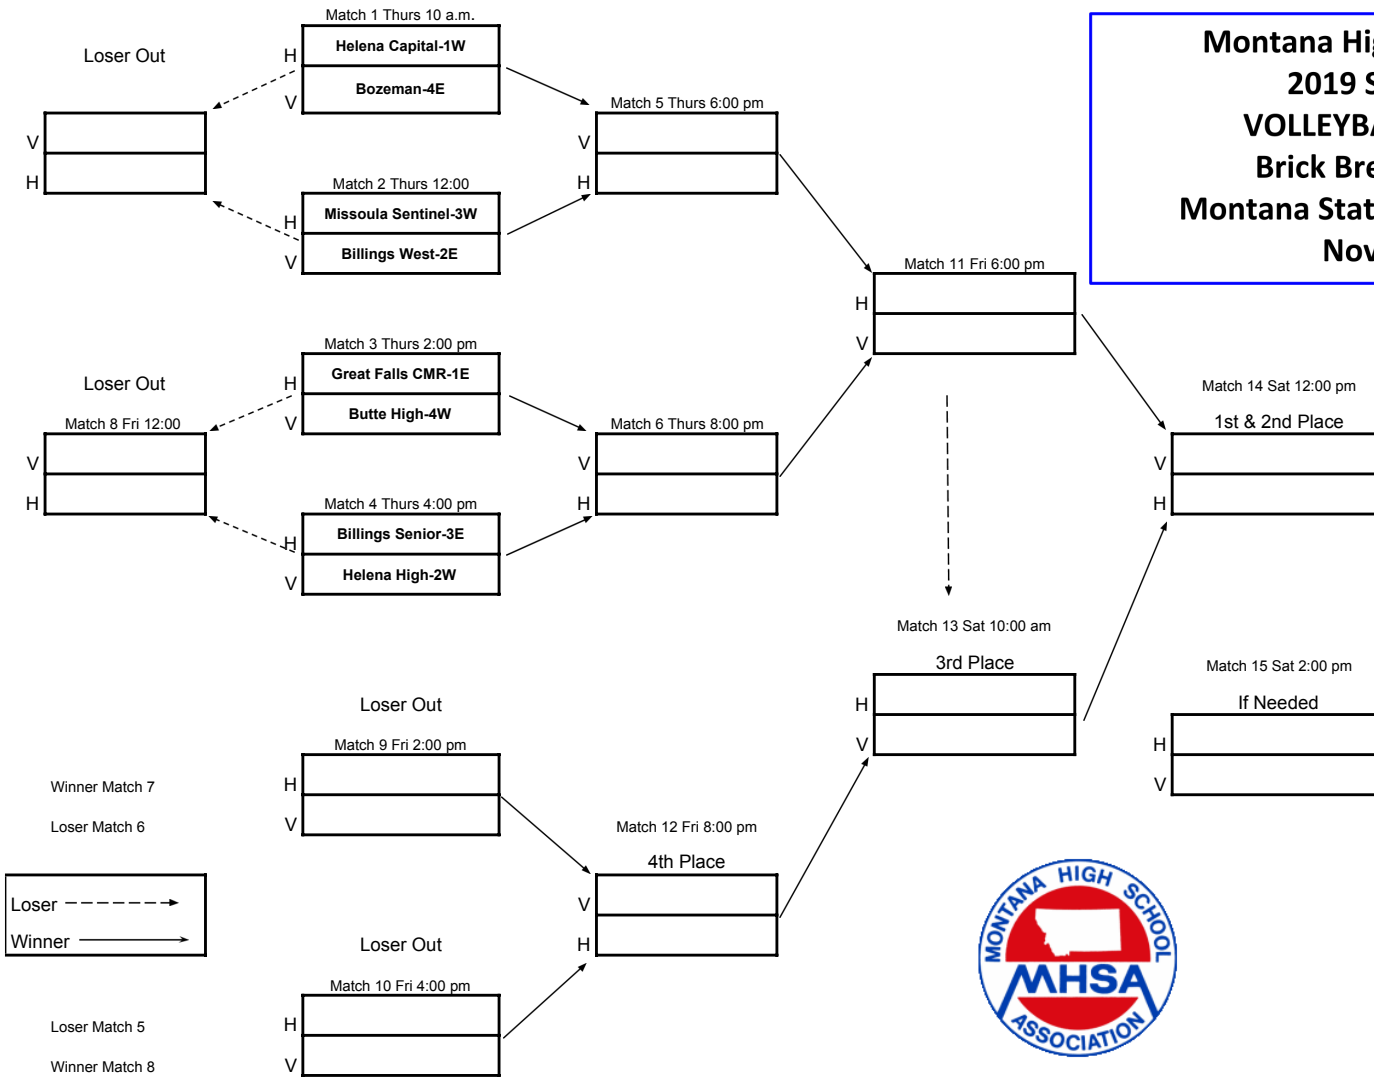 Match 1 Thurs 10 a.m.
Loser Out
H
Helena Capital-1W
V
Bozeman-4E
V
H
Match 2 Thurs 12:00
H
Missoula Sentinel-3W
V
Billings West-2E
Match 5 Thurs 6:00 pm
V
H
Montana Hig
2019 S
VOLLEYBA
Brick Bre
Montana Stat
Nov
Match 3 Thurs 2:00 pm
Loser Out
H
Great Falls CMR-1E
V
Butte High-4W
Match 8 Fri 12:00
V
H
Match 4 Thurs 4:00 pm
H
Billings Senior-3E
V
Helena High-2W
Match 6 Thurs 8:00 pm
V
H
Match 11 Fri 6:00 pm
H
V
Match 14 Sat 12:00 pm
1st & 2nd Place
V
H
Match 13 Sat 10:00 am
3rd Place
H
V
Match 15 Sat 2:00 pm
If Needed
H
V
Loser Out
Match 9 Fri 2:00 pm
Winner Match 7
H
Loser Match 6
V
Match 12 Fri 8:00 pm
4th Place
V
H
Loser
Winner
Loser Out
Match 10 Fri 4:00 pm
Loser Match 5
H
Winner Match 8
V
MONTANA HIGH SCHOOL
MHSA
ASSOCIATION